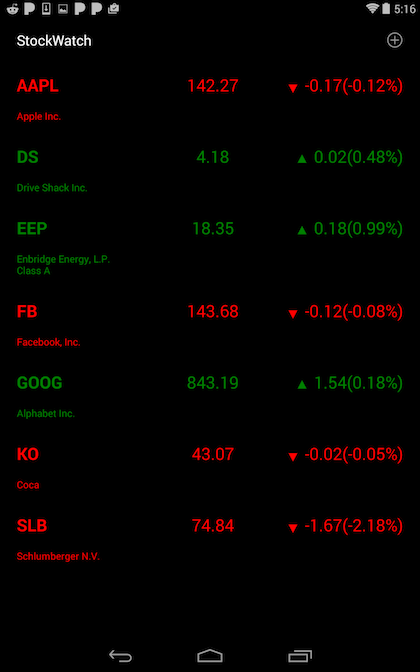 5:16
StockWatch
AAPL 142.27 ▼ -0.17(-0.12%)
Apple Inc.
DS 4.18 ▲ 0.02(0.48%)
Drive Shack Inc.
EEP 18.35 ▲ 0.18(0.99%)
Enbridge Energy, L.P.
Class A
FB 143.68 ▼ -0.12(-0.08%)
Facebook, Inc.
GOOG 843.19 ▲ 1.54(0.18%)
Alphabet Inc.
KO 43.07 ▼ -0.02(-0.05%)
Coca
SLB 74.84 ▼ -1.67(-2.18%)
Schlumberger N.V.